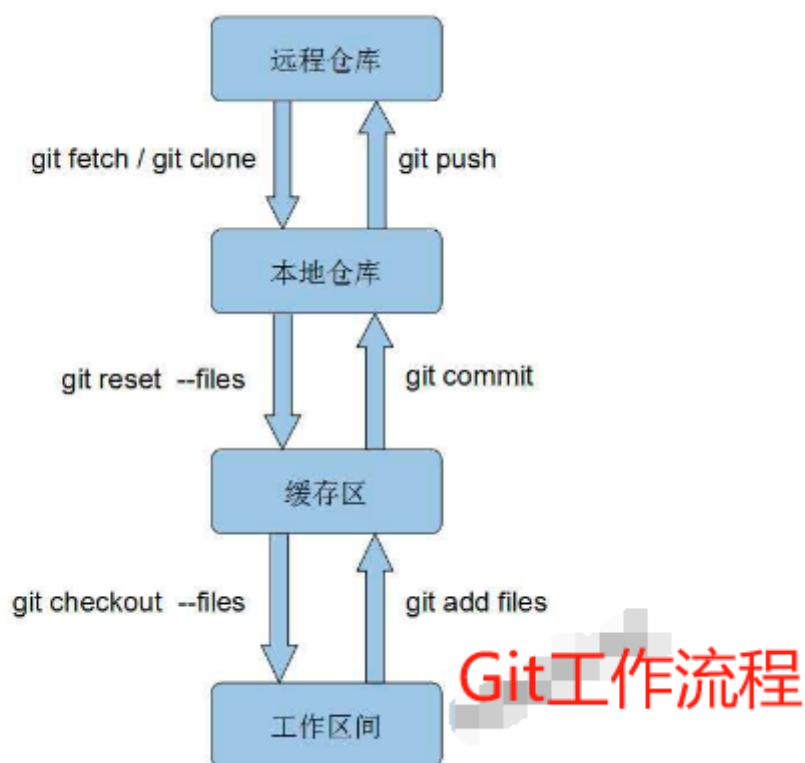 远程仓库
git fetch / git clone
git push
本地仓库
git reset --files
git commit
缓存区
git checkout --files
git add files
Git工作流程
工作区间